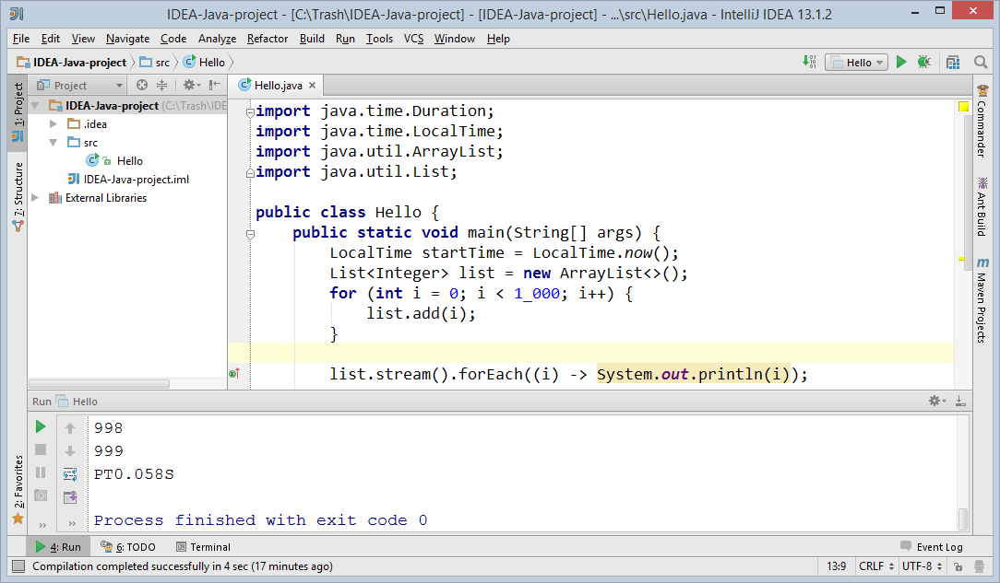 IDEA-Java-project - [C:\Trash\IDEA-Java-project] - [IDEA-Java-project] - ...\src\Hello.java - IntelliJ IDEA 13.1.2
File Edit View Navigate Code Analyze Refactor Build Run Tools VCS Window Help
IDEA-Java-project src Hello
Hello
1: Project
Z: Structure
2: Favorites
Project
IDEA-Java-project (C:\Trash\IDE
.idea
src
Hello
IDEA-Java-project.iml
External Libraries
Hello.java
import java.time.Duration;
import java.time.LocalTime;
import java.util.ArrayList;
import java.util.List;
public class Hello {
public static void main(String[] args) {
LocalTime startTime = LocalTime.now();
List<Integer> list = new ArrayList<>();
for (int i = 0; i < 1_000; i++) {
list.add(i);
}
list.stream().forEach((i) -> System.out.println(i));
Commander
Ant Build
m Maven Projects
Run Hello
998
999
PT0.058S
Process finished with exit code 0
4: Run 6: TODO Terminal Event Log
Compilation completed successfully in 4 sec (17 minutes ago) 13:9 CRLF UTF-8